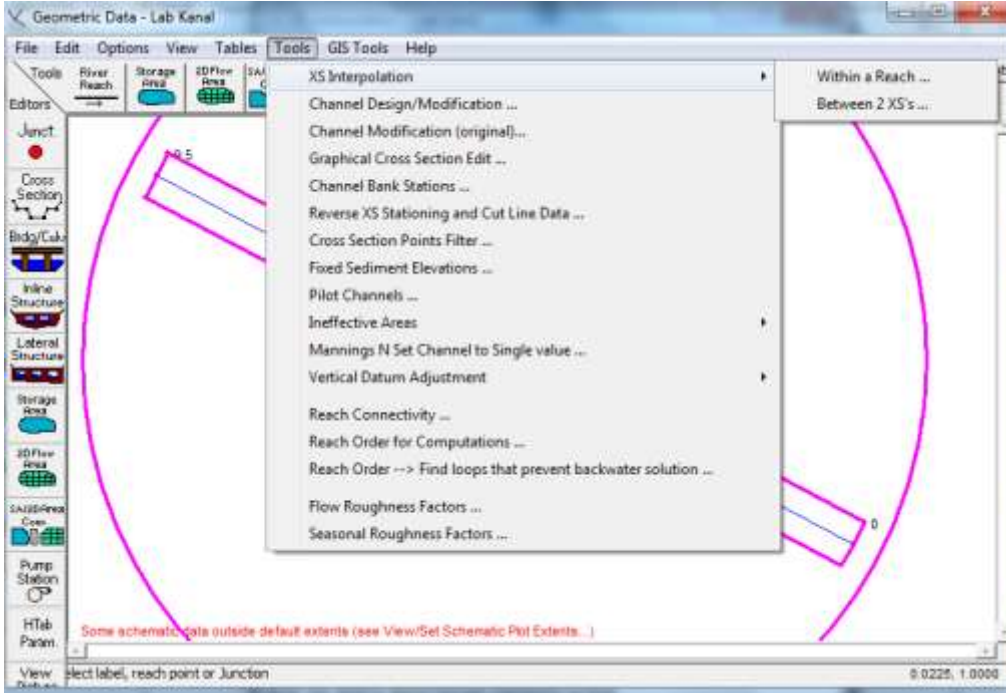 Geometric Data - Lab Kanal
File Edit Options View Tables Tools GIS Tools Help
Tools
River Reach
Storage Area
2D Flow Area
Editors
Junct.
Cross Section
Brdg/Culv
Inline Structure
Lateral Structure
Storage Area
2D Flow Area
SA/2D Area Conn
Pump Station
HTab Param.
View Picture
XS Interpolation
Channel Design/Modification ...
Channel Modification (original)...
Graphical Cross Section Edit ...
Channel Bank Stations ...
Reverse XS Stationing and Cut Line Data ...
Cross Section Points Filter ...
Fixed Sediment Elevations ...
Pilot Channels ...
Ineffective Areas
Mannings N Set Channel to Single value ...
Vertical Datum Adjustment
Reach Connectivity ...
Reach Order for Computations ...
Reach Order --> Find loops that prevent backwater solution ...
Flow Roughness Factors ...
Seasonal Roughness Factors ...
Within a Reach ...
Between 2 XS's ...
0
Some schematic data outside default extents (see View/Set Schematic Plot Extents...)
elect label, reach point or Junction
0.0225, 1.0000